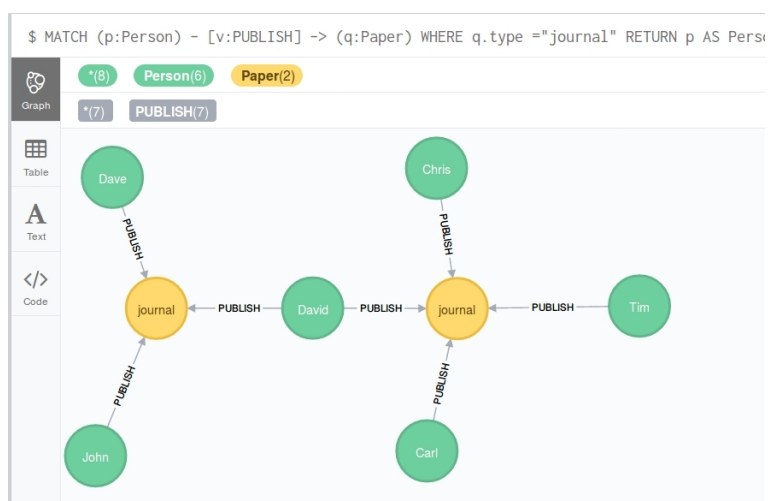 $ MATCH (p:Person) - [v:PUBLISH] -> (q:Paper) WHERE q.type ="journal" RETURN p AS Perso
*(8) Person(6) Paper(2)
Graph
*(7) PUBLISH(7)
Table
Text
Code
Dave
Chris
PUBLISH
PUBLISH
journal
PUBLISH
David
PUBLISH
journal
PUBLISH
Tim
PUBLISH
PUBLISH
John
Carl